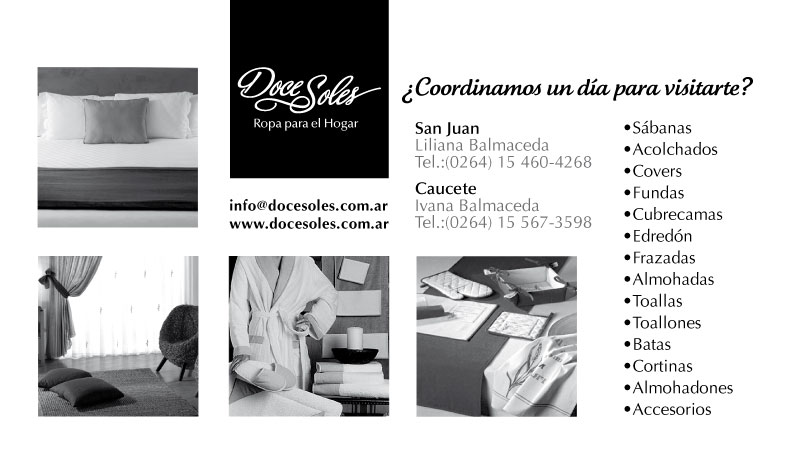 Doce Soles
Ropa para el Hogar
info@docesoles.com.ar
www.docesoles.com.ar
¿Coordinamos un día para visitarte?
San Juan
Liliana Balmaceda
Tel.:(0264) 15 460-4268
Caucete
Ivana Balmaceda
Tel.:(0264) 15 567-3598
•Sábanas
•Acolchados
•Covers
•Fundas
•Cubrecamas
•Edredón
•Frazadas
•Almohadas
•Toallas
•Toallones
•Batas
•Cortinas
•Almohadones
•Accesorios